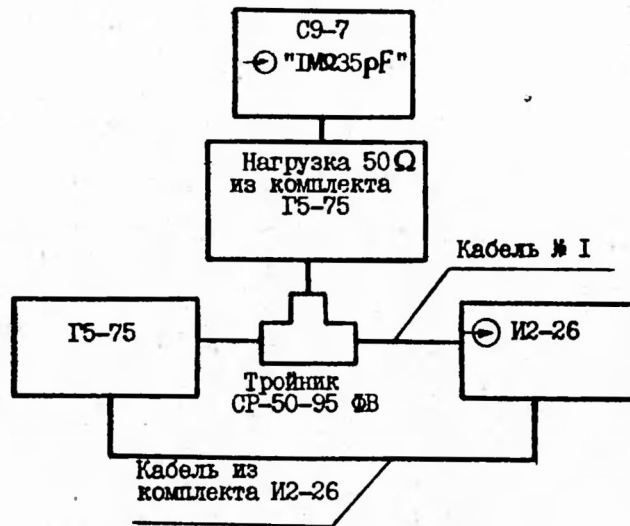 С9-7
"IMΩ35pF"
Нагрузка 50Ω
из комплекта
Г5-75
Кабель № I
Г5-75
И2-26
Тройник
СР-50-95 ФВ
Кабель из
комплекта И2-26